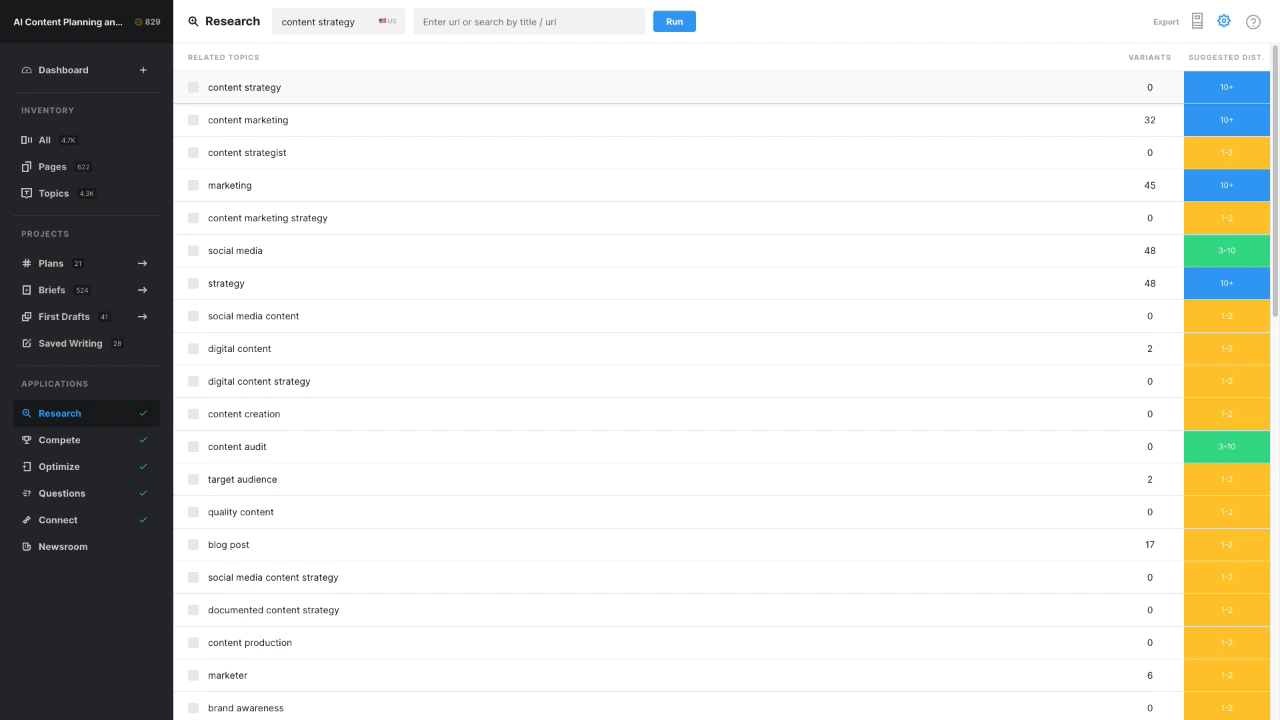 AI Content Planning an... 829
Research content strategy US Enter url or search by title / url Run Export
Dashboard +
INVENTORY
All 4.7K
Pages 622
Topics 4.3K
PROJECTS
Plans 21
Briefs 524
First Drafts 41
Saved Writing 28
APPLICATIONS
Research
Compete
Optimize
Questions
Connect
Newsroom
RELATED TOPICS VARIANTS SUGGESTED DIST.
content strategy 0 10+
content marketing 32 10+
content strategist 0 1-2
marketing 45 10+
content marketing strategy 0 1-2
social media 48 3-10
strategy 48 10+
social media content 0 1-2
digital content 2 1-2
digital content strategy 0 1-2
content creation 0 1-2
content audit 0 3-10
target audience 2 1-2
quality content 0 1-2
blog post 17 1-2
social media content strategy 0 1-2
documented content strategy 0 1-2
content production 0 1-2
marketer 6 1-2
brand awareness 0 1-2